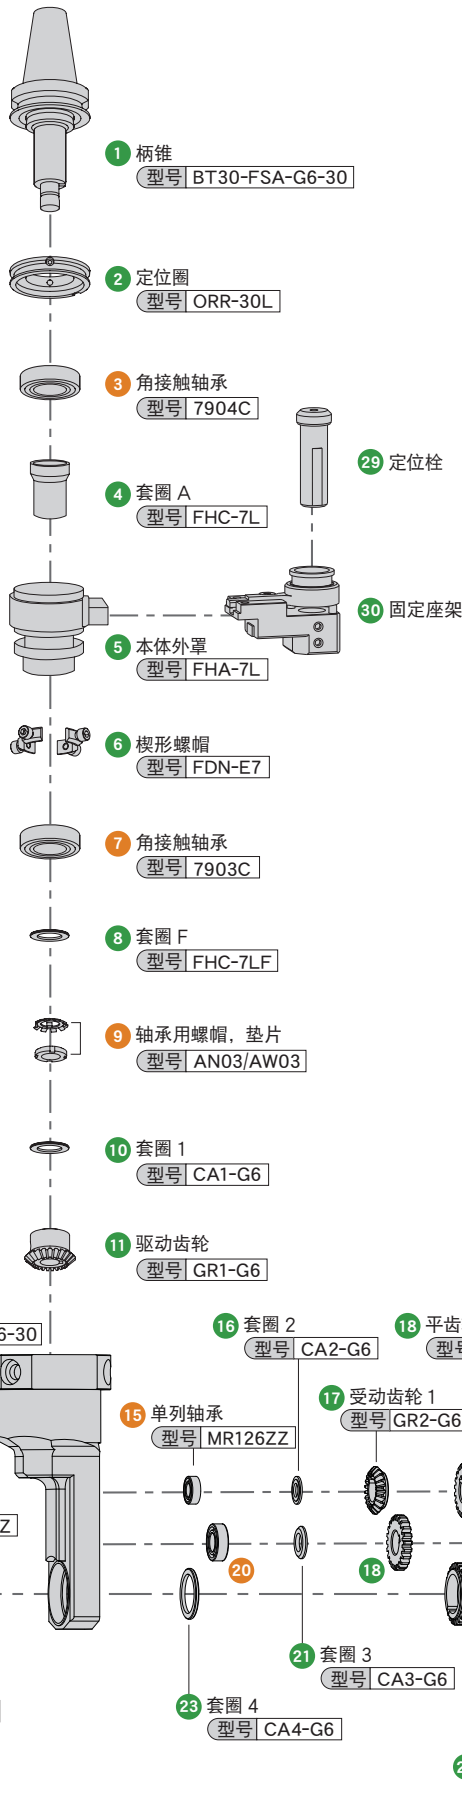 1 柄锥
型号 BT30-FSA-G6-30
2 定位圈
型号 ORR-30L
3 角接触轴承
型号 7904C
29 定位栓
4 套圈 A
型号 FHC-7L
30 固定座架
5 本体外罩
型号 FHA-7L
6 楔形螺帽
型号 FDN-E7
7 角接触轴承
型号 7903C
8 套圈 F
型号 FHC-7LF
9 轴承用螺帽，垫片
型号 AN03/AW03
10 套圈 1
型号 CA1-G6
11 驱动齿轮
型号 GR1-G6
6-30
16 套圈 2
型号 CA2-G6
18 平齿
型号
17 受动齿轮 1
型号 GR2-G6
15 单列轴承
型号 MR126ZZ
Z
20
18
21 套圈 3
型号 CA3-G6
23 套圈 4
型号 CA4-G6